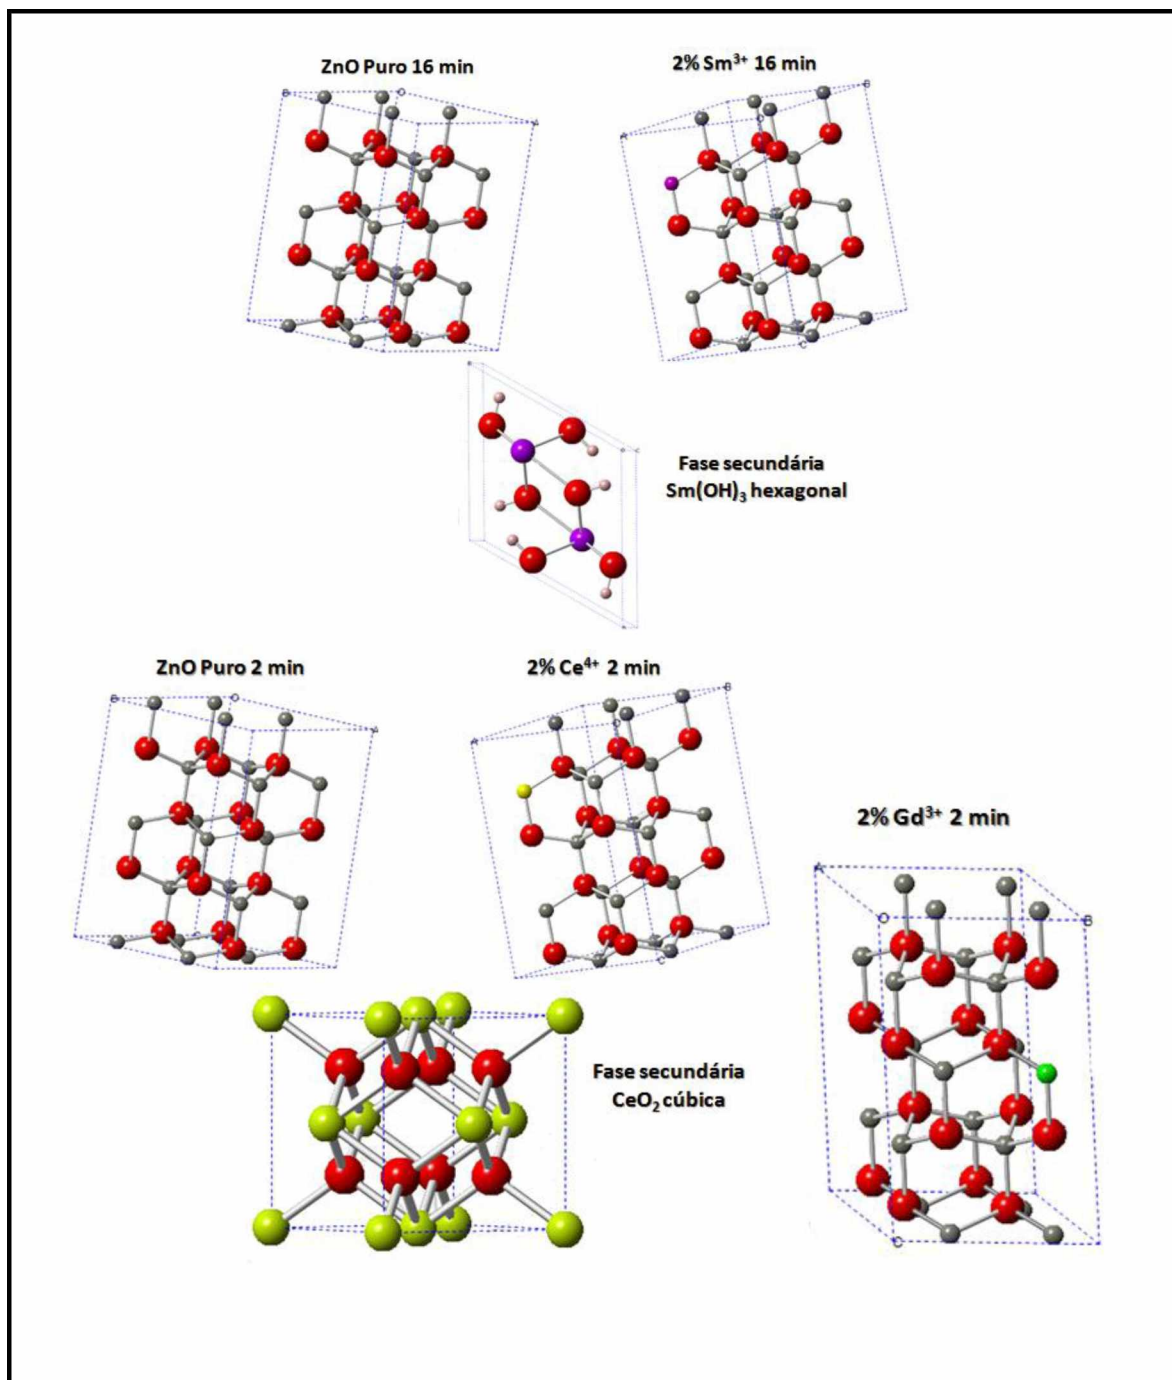 ZnO Puro 16 min
2% Sm³⁺ 16 min
B
O
A
B
O
A
C
Fase secundária
Sm(OH)₃ hexagonal
ZnO Puro 2 min
2% Ce⁴⁺ 2 min
B
O
A
B
O
A
C
2% Gd³⁺ 2 min
A
O
B
C
Fase secundária
CeO₂ cúbica